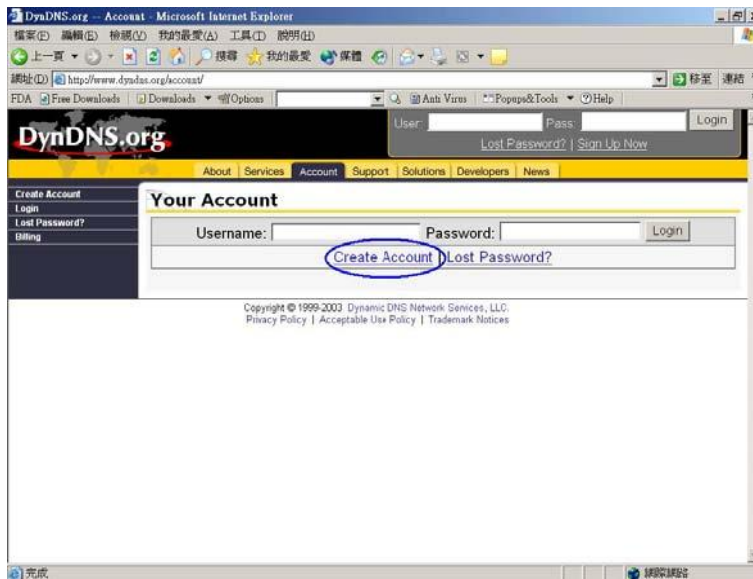 DynDNS.org -- Account - Microsoft Internet Explorer
檔案(F) 編輯(E) 檢視(V) 我的最愛(A) 工具(T) 說明(H)
上一頁 搜尋 我的最愛 媒體
網址(D) http://www.dyndns.org/account/ 移至 連結
FDA Free Downloads Downloads Options Anti Virus Popups&Tools Help
DynDNS.org
User: Pass: Login
Lost Password? | Sign Up Now
About Services Account Support Solutions Developers News
Create Account
Login
Lost Password?
Billing
Your Account
Username: Password: Login
Create Account | Lost Password?
Copyright © 1999-2003 Dynamic DNS Network Services, LLC.
Privacy Policy | Acceptable Use Policy | Trademark Notices
完成 網際網路